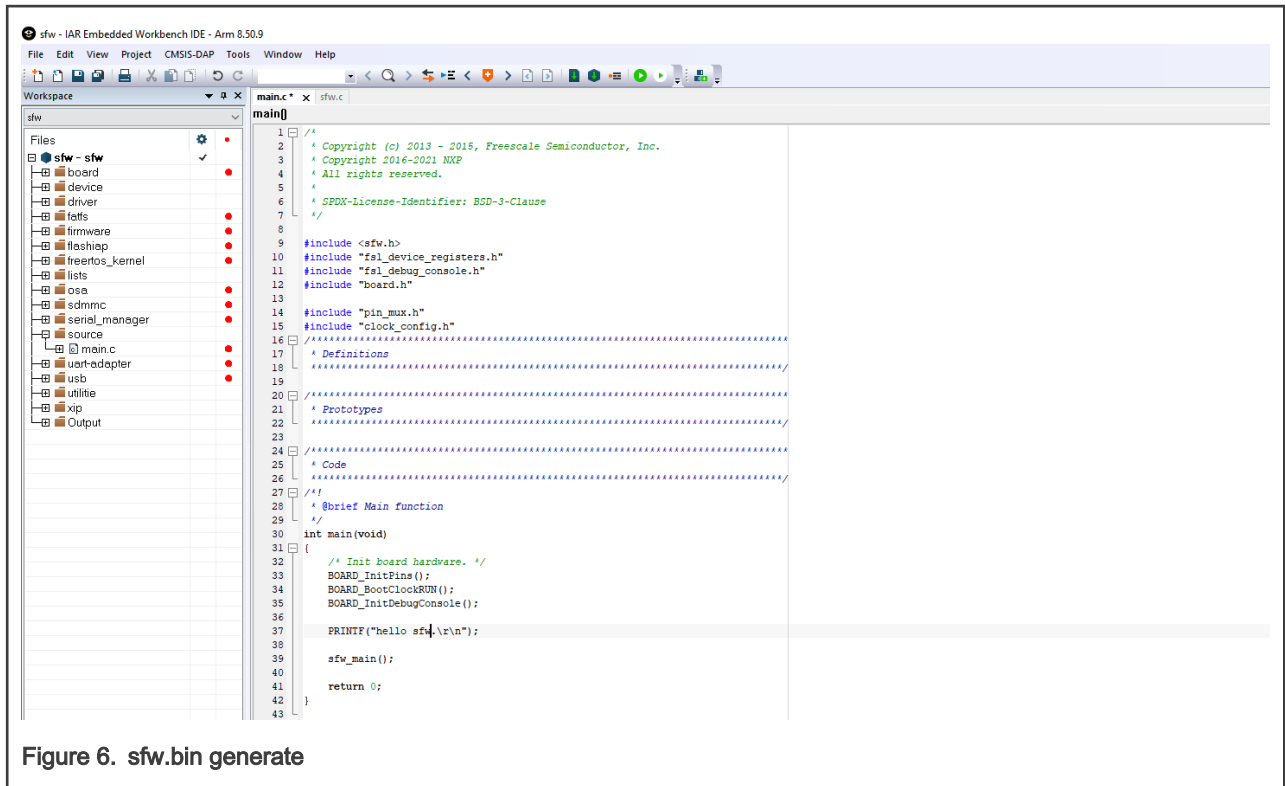 sfw - IAR Embedded Workbench IDE - Arm 8.50.9
File Edit View Project CMSIS-DAP Tools Window Help
Workspace
main.c * x sfw.c
sfw
main()
Files
sfw - sfw
board
device
driver
fatfs
firmware
flashiap
freertos_kernel
lists
osa
sdmmc
serial_manager
source
main.c
uart-adapter
usb
utilitie
xip
Output
1 /*
2 * Copyright (c) 2013 - 2015, Freescale Semiconductor, Inc.
3 * Copyright 2016-2021 NXP
4 * All rights reserved.
5 *
6 * SPDX-License-Identifier: BSD-3-Clause
7 */
8
9 #include <sfw.h>
10 #include "fsl_device_registers.h"
11 #include "fsl_debug_console.h"
12 #include "board.h"
13
14 #include "pin_mux.h"
15 #include "clock_config.h"
16 /*******************************************************************************
17 * Definitions
18 ******************************************************************************/
19
20 /*******************************************************************************
21 * Prototypes
22 ******************************************************************************/
23
24 /*******************************************************************************
25 * Code
26 ******************************************************************************/
27 /*!
28 * @brief Main function
29 */
30 int main(void)
31 {
32 /* Init board hardware. */
33 BOARD_InitPins();
34 BOARD_BootClockRUN();
35 BOARD_InitDebugConsole();
36
37 PRINTF("hello sfw.\r\n");
38
39 sfw_main();
40
41 return 0;
42 }
43
Figure 6. sfw.bin generate